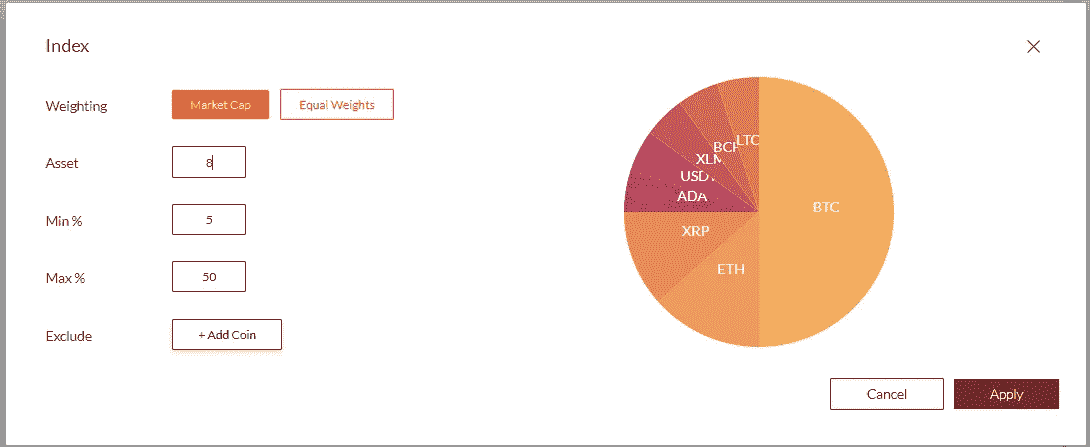 Index
Weighting
Market Cap
Equal Weights
Asset
8
Min %
5
Max %
50
Exclude
+ Add Coin
LTC
BCH
XLM
USDT
ADA
XRP
ETH
BTC
Cancel
Apply